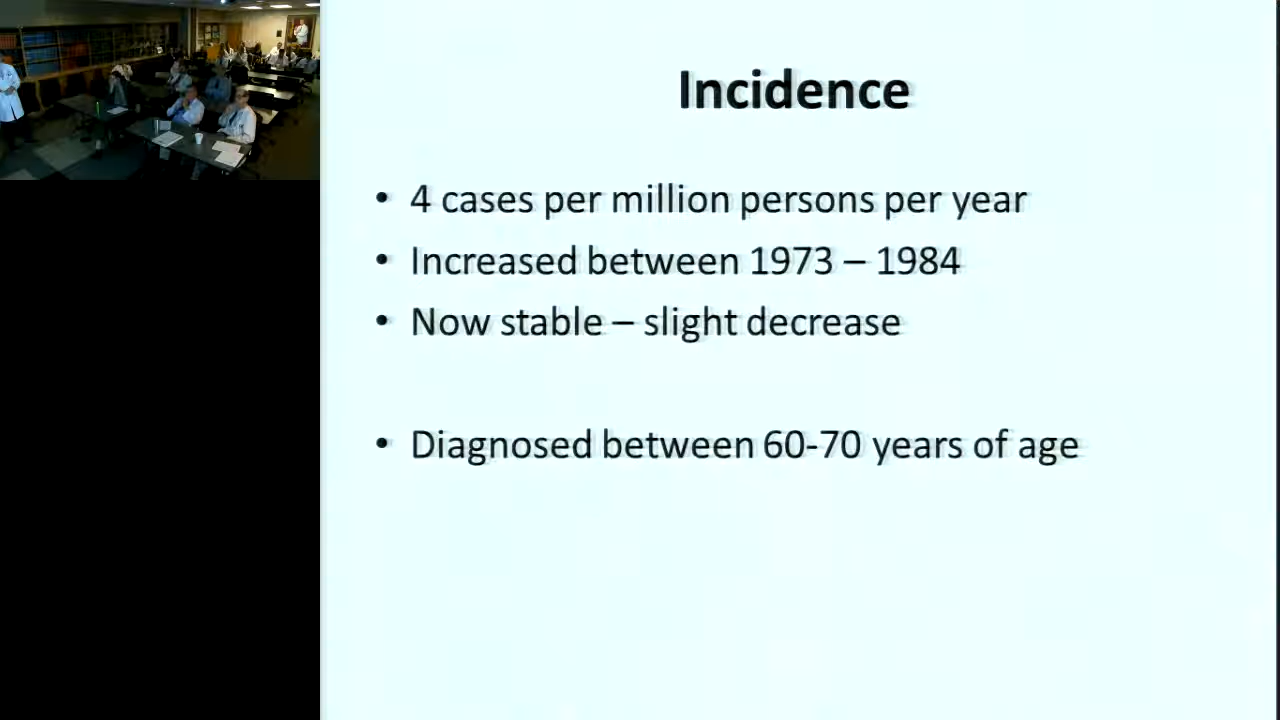 Incidence
• 4 cases per million persons per year
• Increased between 1973 – 1984
• Now stable – slight decrease
• Diagnosed between 60-70 years of age